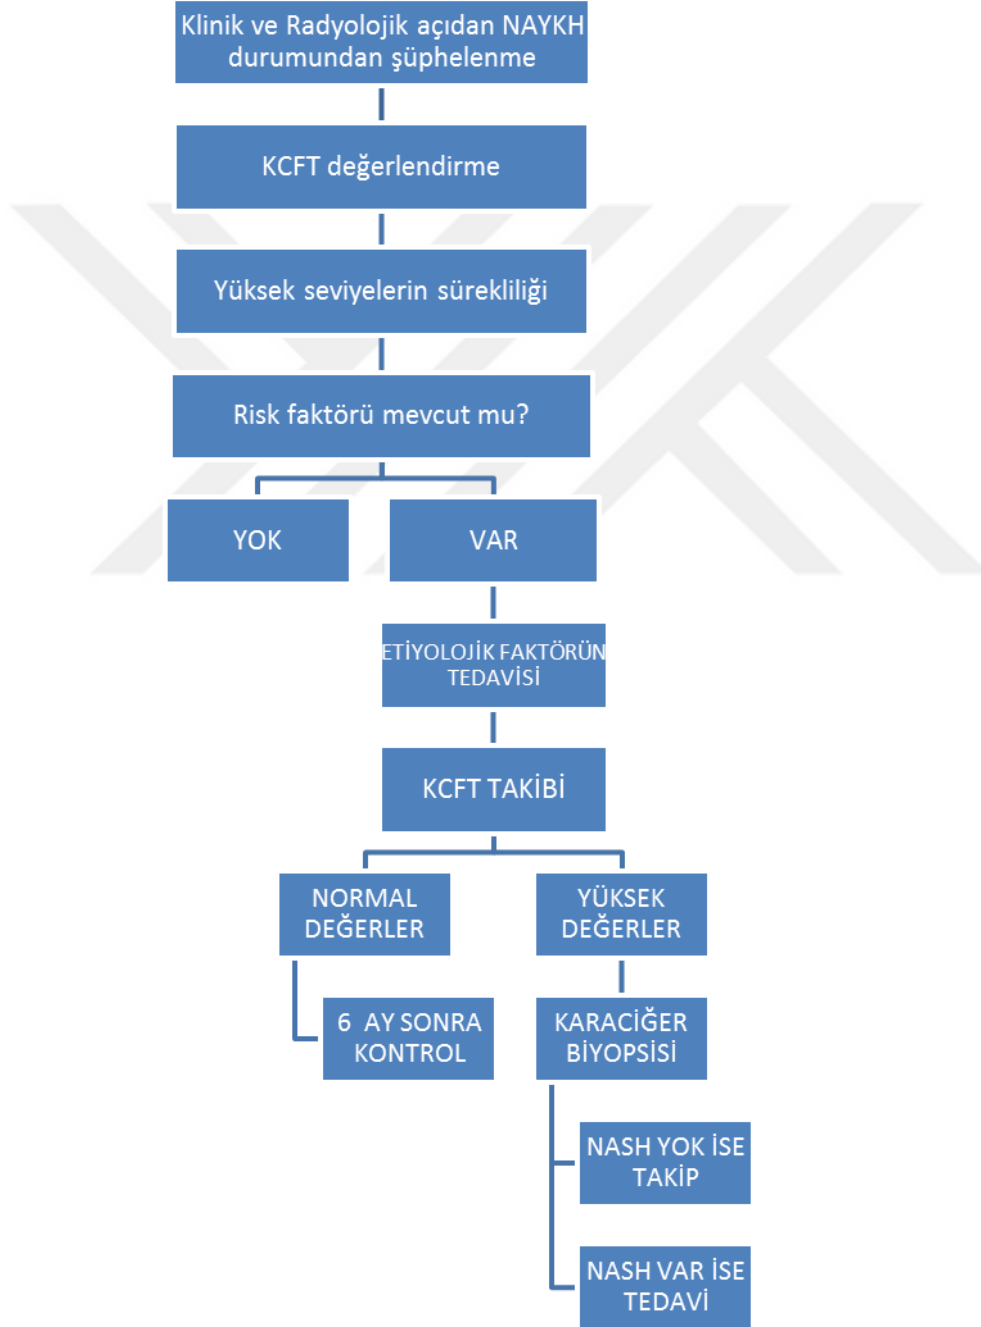 Klinik ve Radyolojik açıdan NAYKH
durumundan şüphelenme
KCFT değerlendirme
Yüksek seviyelerin sürekliliği
Risk faktörü mevcut mu?
YOK
VAR
ETİYOLOJİK FAKTÖRÜN
TEDAVİSİ
KCFT TAKİBİ
NORMAL
DEĞERLER
YÜKSEK
DEĞERLER
6 AY SONRA
KONTROL
KARACİĞER
BİYOPSİSİ
NASH YOK İSE
TAKİP
NASH VAR İSE
TEDAVİ